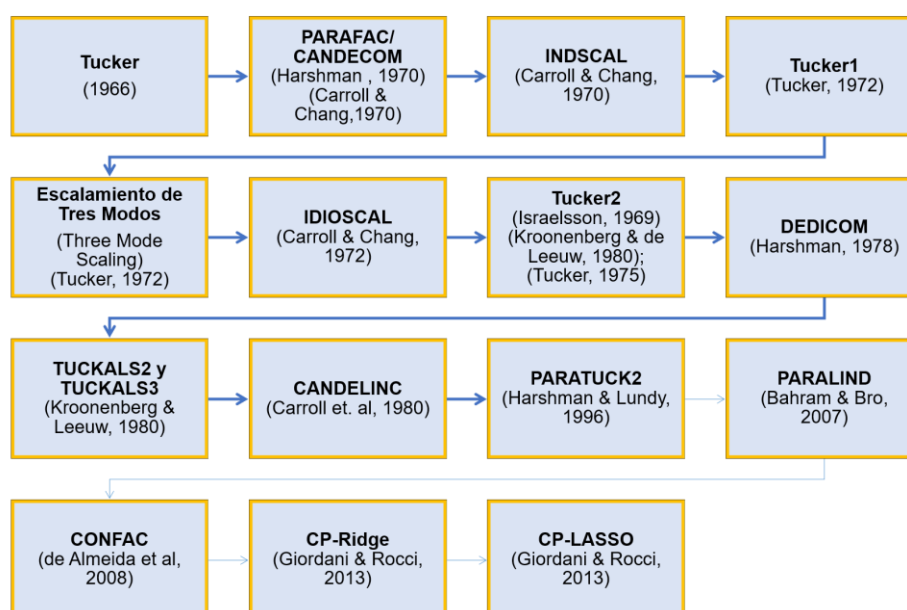 Tucker
(1966)
PARAFAC/
CANDECOM
(Harshman , 1970)
(Carroll &
Chang,1970)
INDSCAL
(Carroll & Chang,
1970)
Tucker1
(Tucker, 1972)
Escalamiento de
Tres Modos
(Three Mode
Scaling)
(Tucker, 1972)
IDIOSCAL
(Carroll & Chang,
1972)
Tucker2
(Israelsson, 1969)
(Kroonenberg & de
Leeuw, 1980);
(Tucker, 1975)
DEDICOM
(Harshman, 1978)
TUCKALS2 y
TUCKALS3
(Kroonenberg &
Leeuw, 1980)
CANDELINC
(Carroll et. al, 1980)
PARATUCK2
(Harshman & Lundy,
1996)
PARALIND
(Bahram & Bro,
2007)
CONFAC
(de Almeida et al,
2008)
CP-Ridge
(Giordani & Rocci,
2013)
CP-LASSO
(Giordani & Rocci,
2013)